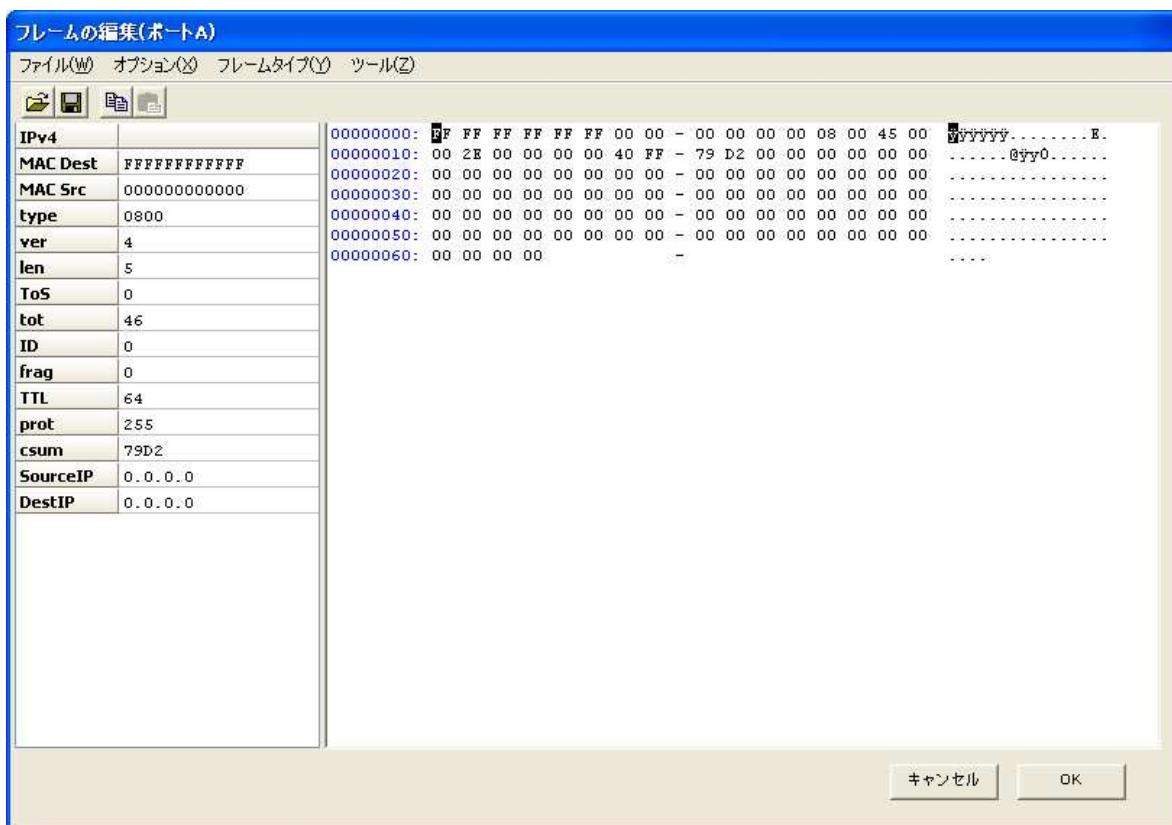 フレームの編集(ポートA)
ファイル(W) オプション(X) フレームタイプ(Y) ツール(Z)
IPv4
MAC Dest FFFFFFFFFFFF
MAC Src 000000000000
type 0800
ver 4
len 5
ToS 0
tot 46
ID 0
frag 0
TTL 64
prot 255
csum 79D2
SourceIP 0.0.0.0
DestIP 0.0.0.0
00000000: FF FF FF FF FF FF 00 00 - 00 00 00 00 08 00 45 00 ÿÿÿÿÿÿ........E.
00000010: 00 2E 00 00 00 00 40 FF - 79 D2 00 00 00 00 00 00 ......@ÿyÒ......
00000020: 00 00 00 00 00 00 00 00 - 00 00 00 00 00 00 00 00 ................
00000030: 00 00 00 00 00 00 00 00 - 00 00 00 00 00 00 00 00 ................
00000040: 00 00 00 00 00 00 00 00 - 00 00 00 00 00 00 00 00 ................
00000050: 00 00 00 00 00 00 00 00 - 00 00 00 00 00 00 00 00 ................
00000060: 00 00 00 00 - ....
キャンセル OK